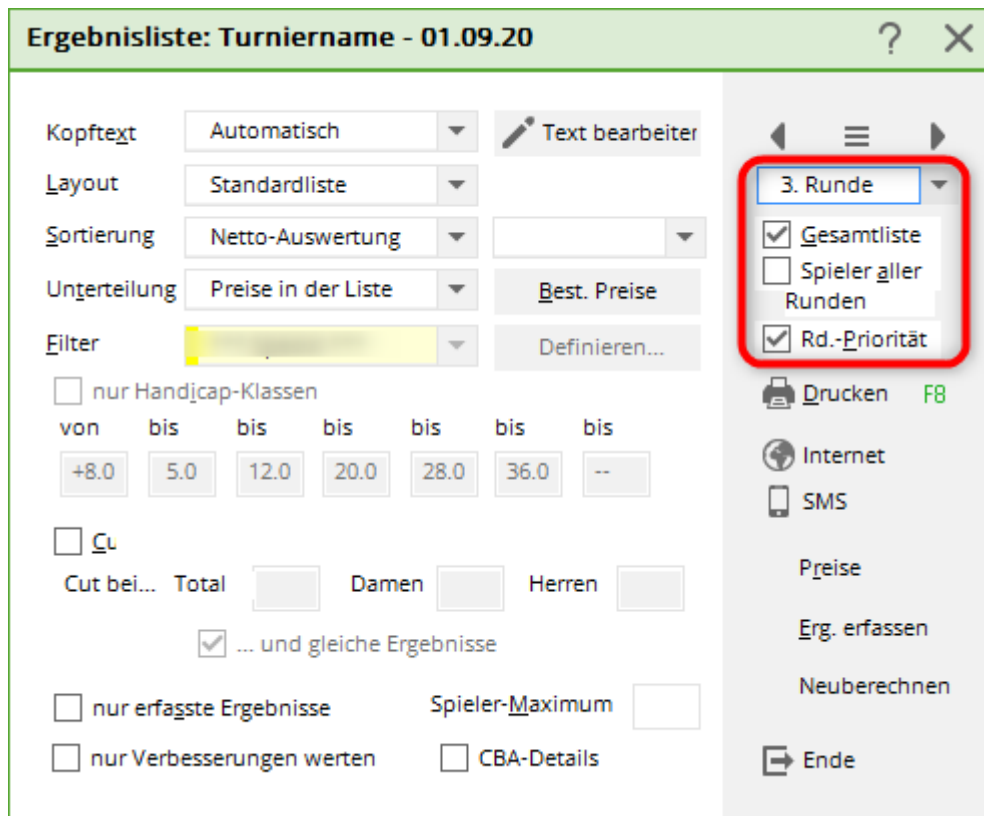 Ergebnisliste: Turniername - 01.09.20 ?
Kopftext Automatisch Text bearbeiter
Layout Standardliste
Sortierung Netto-Auswertung
Unterteilung Preise in der Liste Best. Preise
Filter Definieren...
nur Handicap-Klassen
von bis bis bis bis bis bis
+8.0 5.0 12.0 20.0 28.0 36.0 --
Cu
Cut bei... Total Damen Herren
... und gleiche Ergebnisse
nur erfasste Ergebnisse Spieler-Maximum
nur Verbesserungen werten CBA-Details
3. Runde
Gesamtliste
Spieler aller
Runden
Rd.-Priorität
Drucken F8
Internet
SMS
Preise
Erg. erfassen
Neuberechnen
Ende